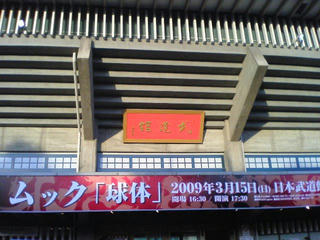 武道館
ムック「球体」 2009年3月15日(日) 日本武道館
開場 16:30 / 開演 17:30